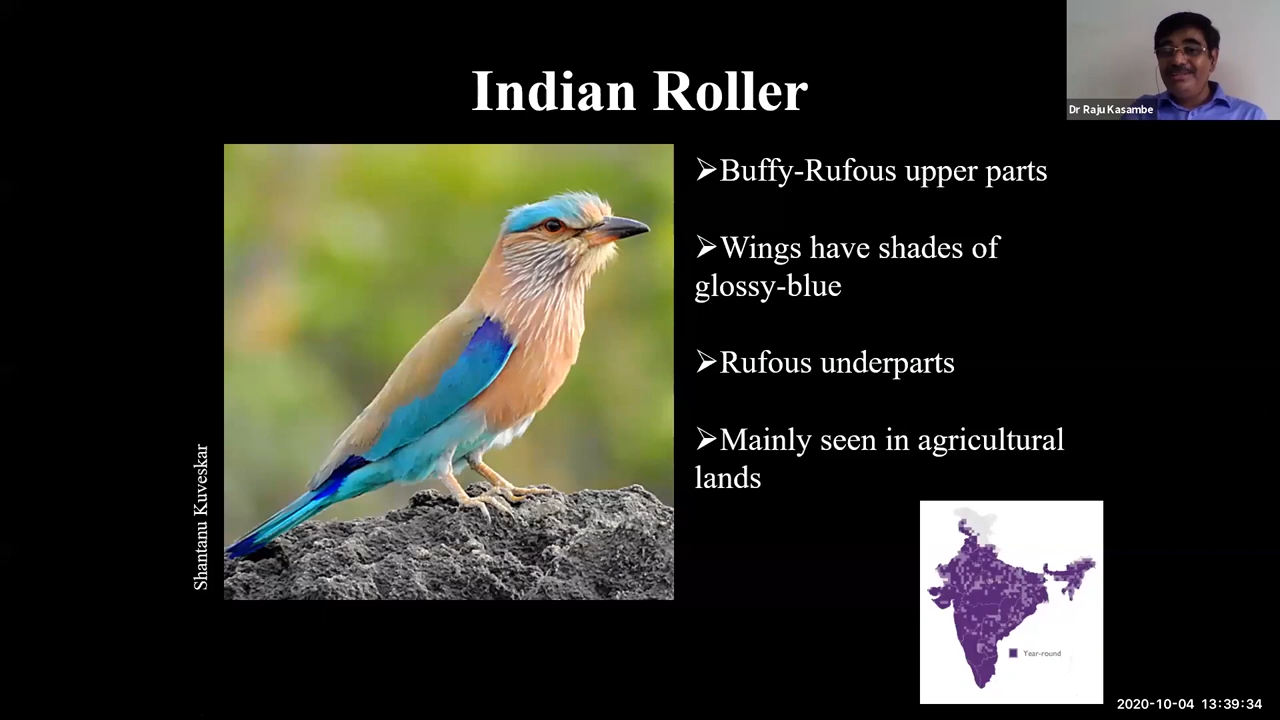 Indian Roller
Dr Raju Kasambe
➢Buffy-Rufous upper parts
➢Wings have shades of
glossy-blue
➢Rufous underparts
➢Mainly seen in agricultural
lands
Shantanu Kuveskar
Year-round
2020-10-04 13:39:34